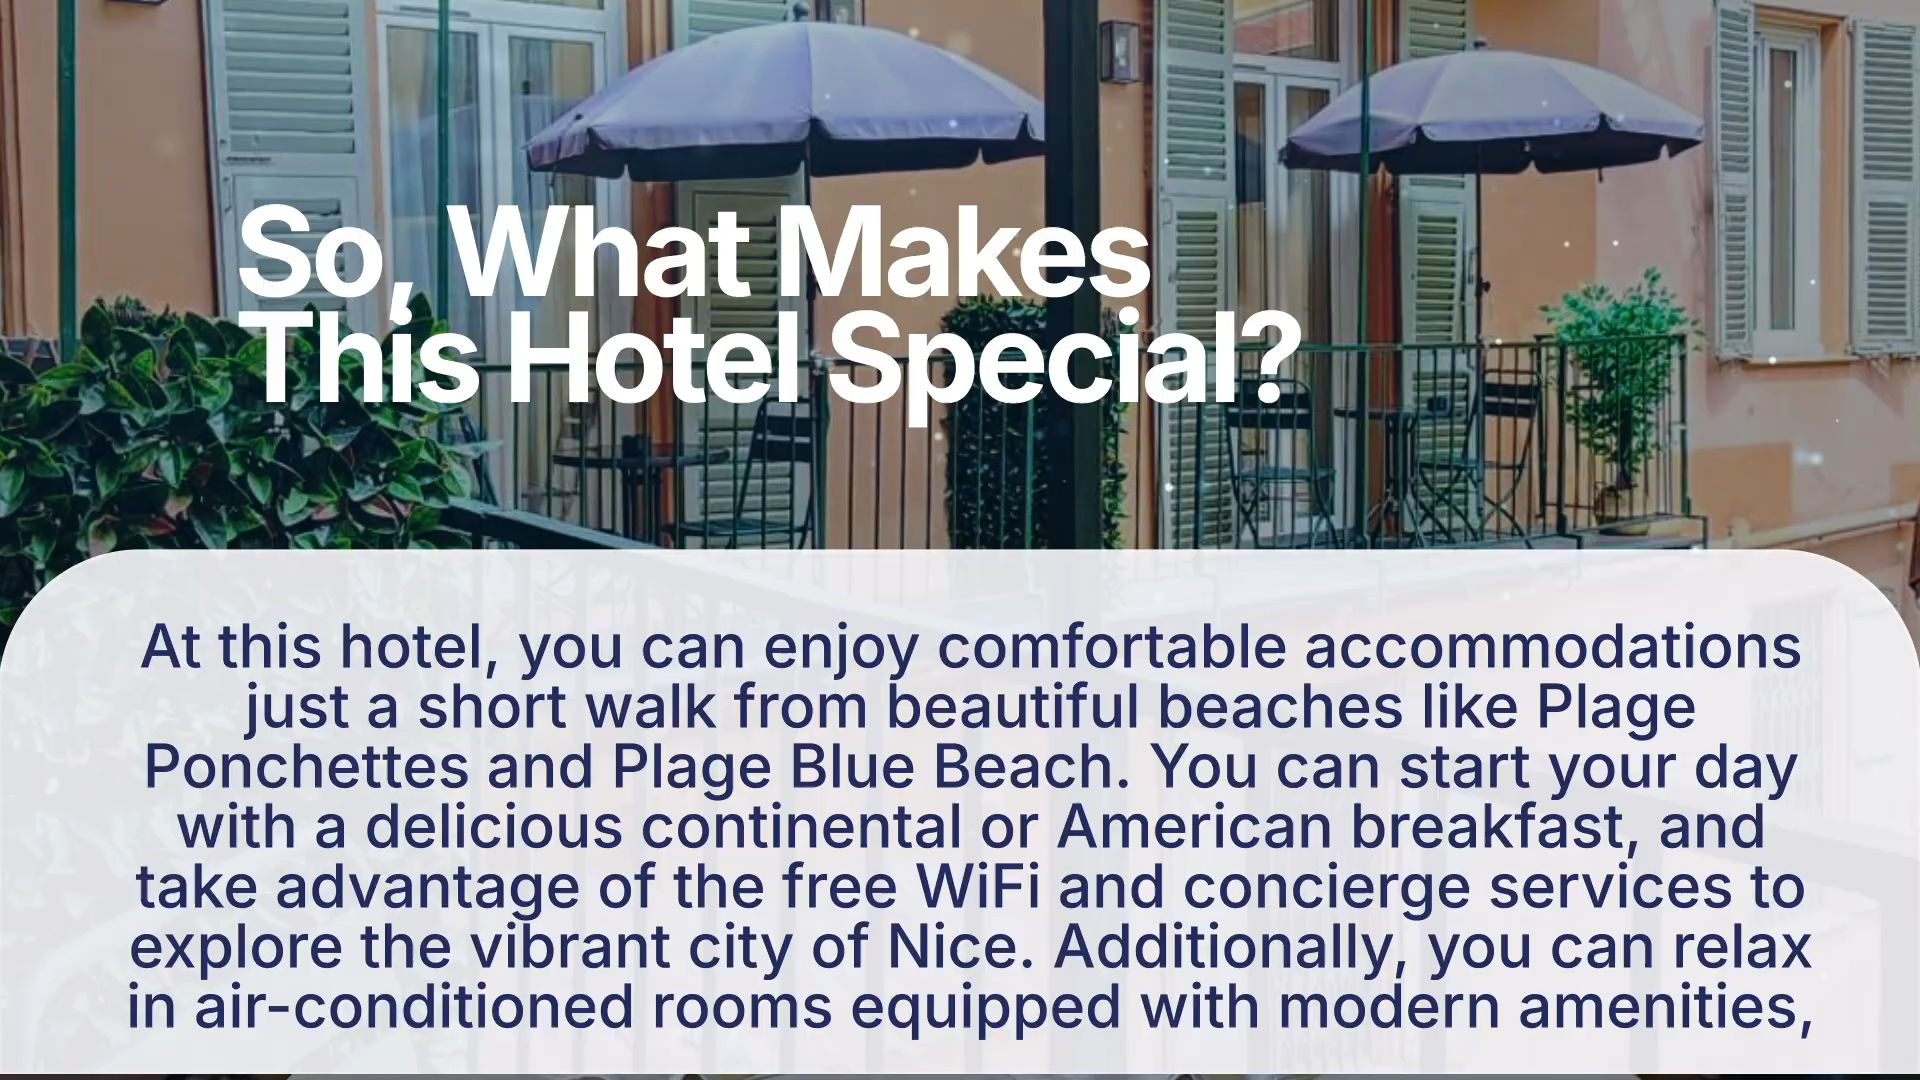 So, What Makes
This Hotel Special?
At this hotel, you can enjoy comfortable accommodations
just a short walk from beautiful beaches like Plage
Ponchettes and Plage Blue Beach. You can start your day
with a delicious continental or American breakfast, and
take advantage of the free WiFi and concierge services to
explore the vibrant city of Nice. Additionally, you can relax
in air-conditioned rooms equipped with modern amenities,